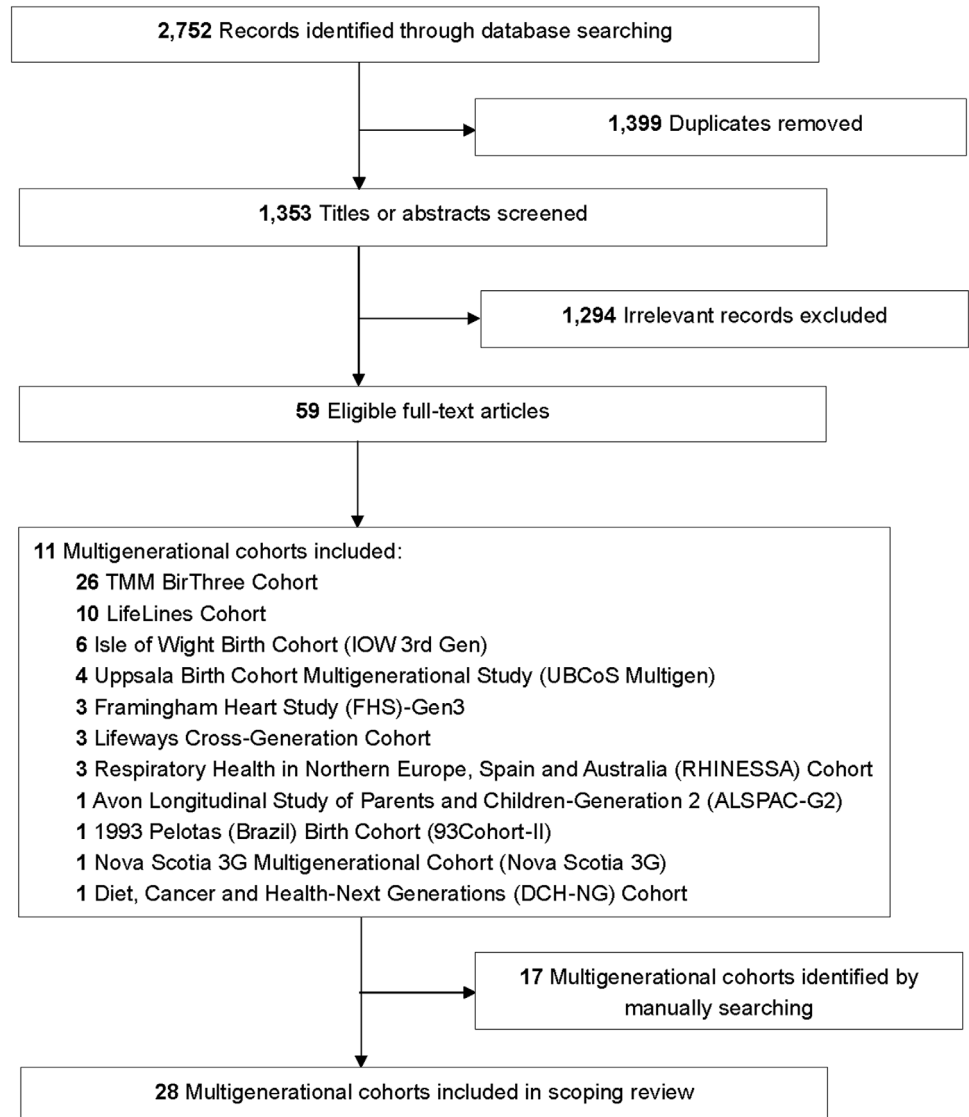 2,752 Records identified through database searching
1,399 Duplicates removed
1,353 Titles or abstracts screened
1,294 Irrelevant records excluded
59 Eligible full-text articles
11 Multigenerational cohorts included:
26 TMM BirThree Cohort
10 LifeLines Cohort
6 Isle of Wight Birth Cohort (IOW 3rd Gen)
4 Uppsala Birth Cohort Multigenerational Study (UBCoS Multigen)
3 Framingham Heart Study (FHS)-Gen3
3 Lifeways Cross-Generation Cohort
3 Respiratory Health in Northern Europe, Spain and Australia (RHINESSA) Cohort
1 Avon Longitudinal Study of Parents and Children-Generation 2 (ALSPAC-G2)
1 1993 Pelotas (Brazil) Birth Cohort (93Cohort-II)
1 Nova Scotia 3G Multigenerational Cohort (Nova Scotia 3G)
1 Diet, Cancer and Health-Next Generations (DCH-NG) Cohort
17 Multigenerational cohorts identified by
manually searching
28 Multigenerational cohorts included in scoping review